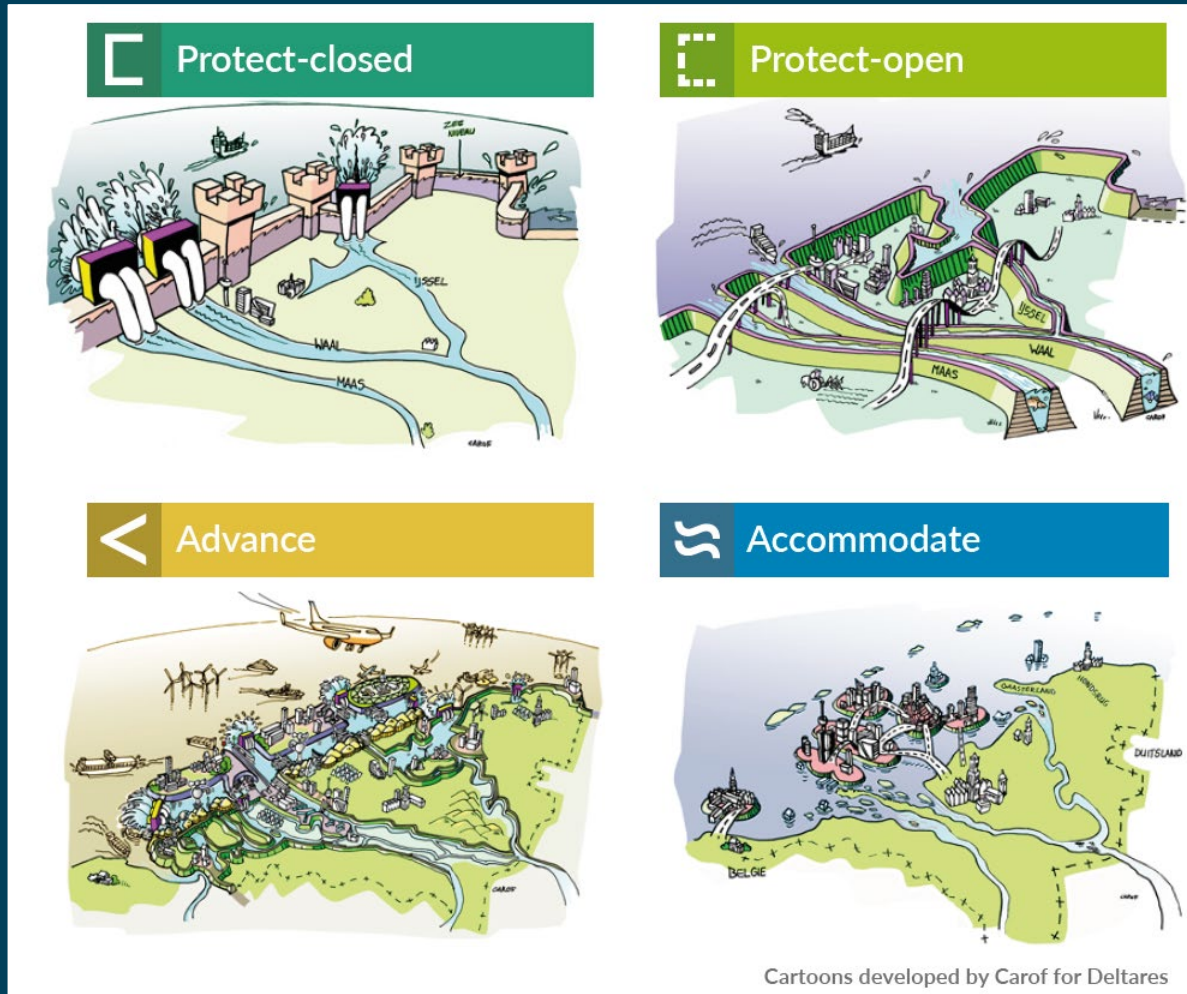 Protect-closed
Protect-open
ZEE
NIVEAU
IJSSEL
WAAL
MAAS
CAROF
IJSSEL
WAAL
MAAS
CAROF
Advance
Accommodate
CAROF
GAASTERLAND
HONDSRUG
DUITSLAND
BELGIE
CAROF
Cartoons developed by Carof for Deltares